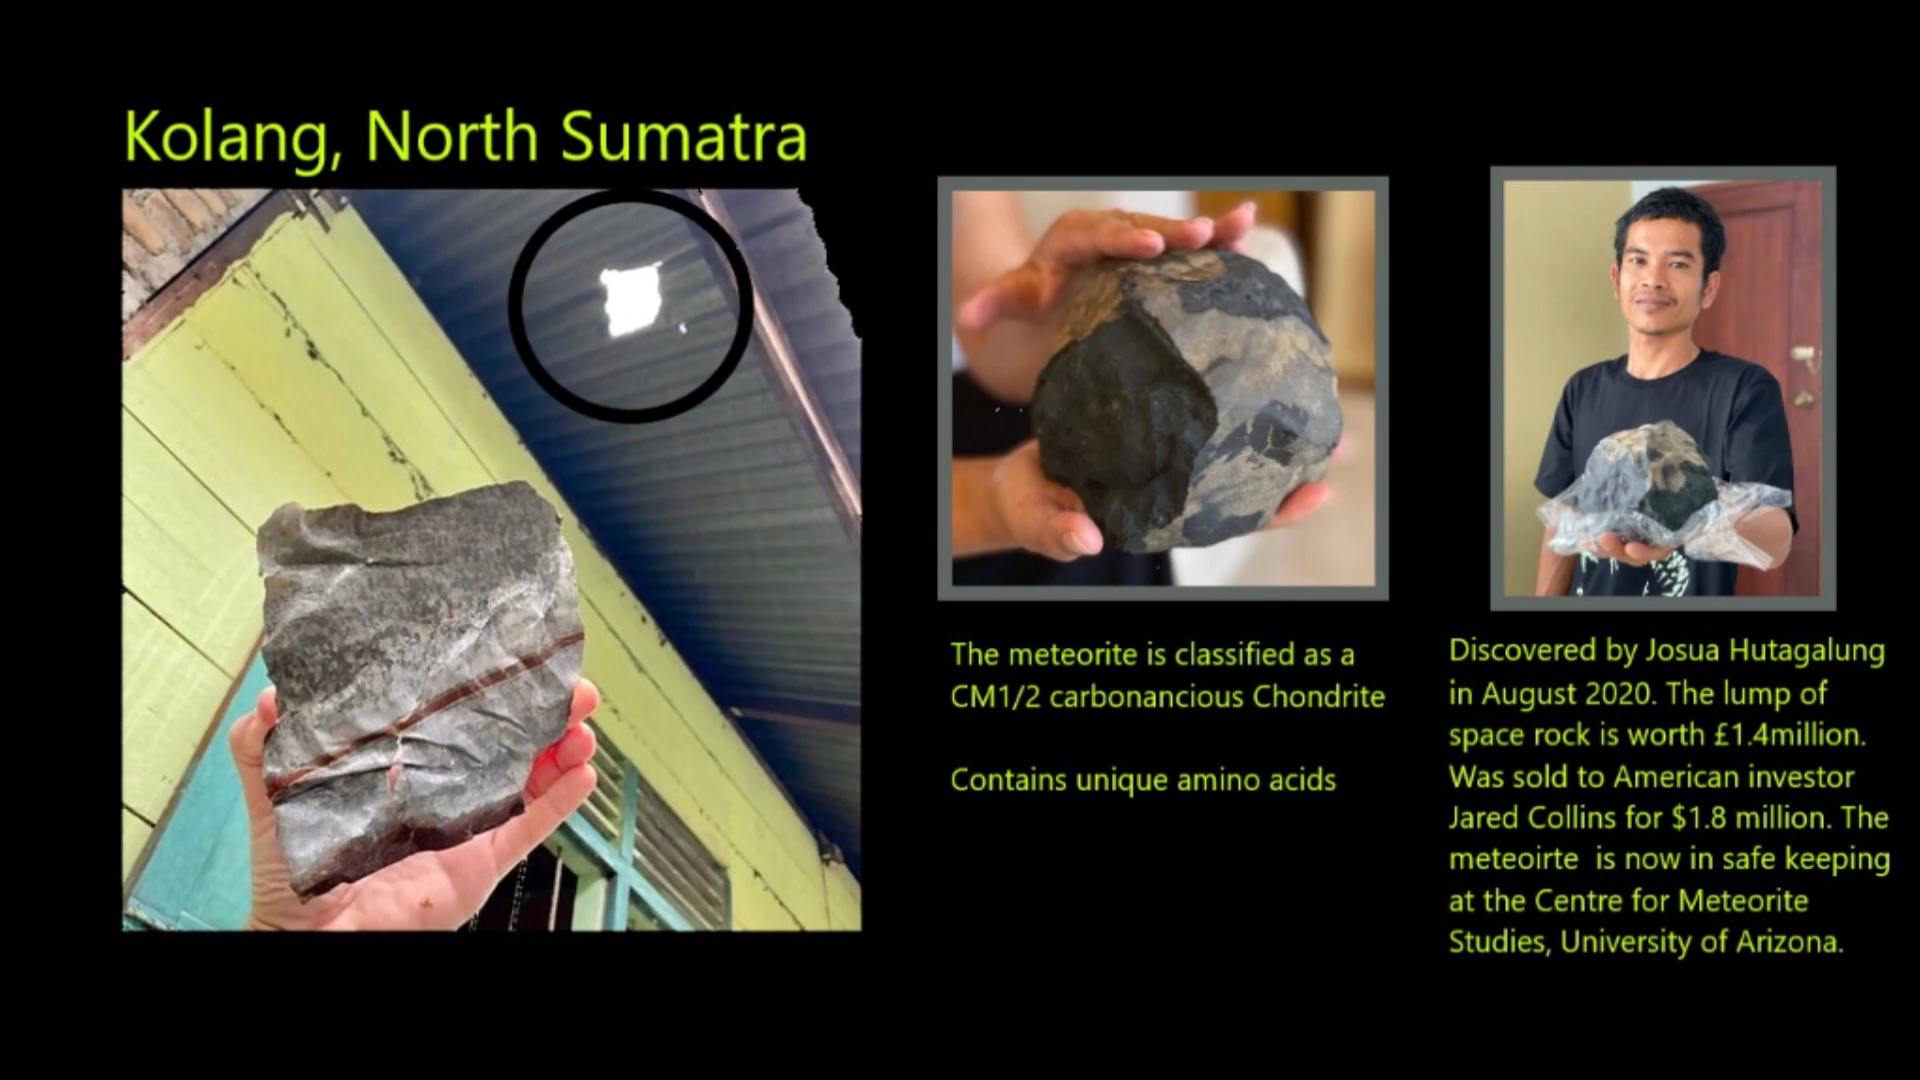 Kolang, North Sumatra
The meteorite is classified as a
CM1/2 carbonancious Chondrite
Contains unique amino acids
Discovered by Josua Hutagalung
in August 2020. The lump of
space rock is worth £1.4million.
Was sold to American investor
Jared Collins for $1.8 million. The
meteoirte  is now in safe keeping
at the Centre for Meteorite
Studies, University of Arizona.